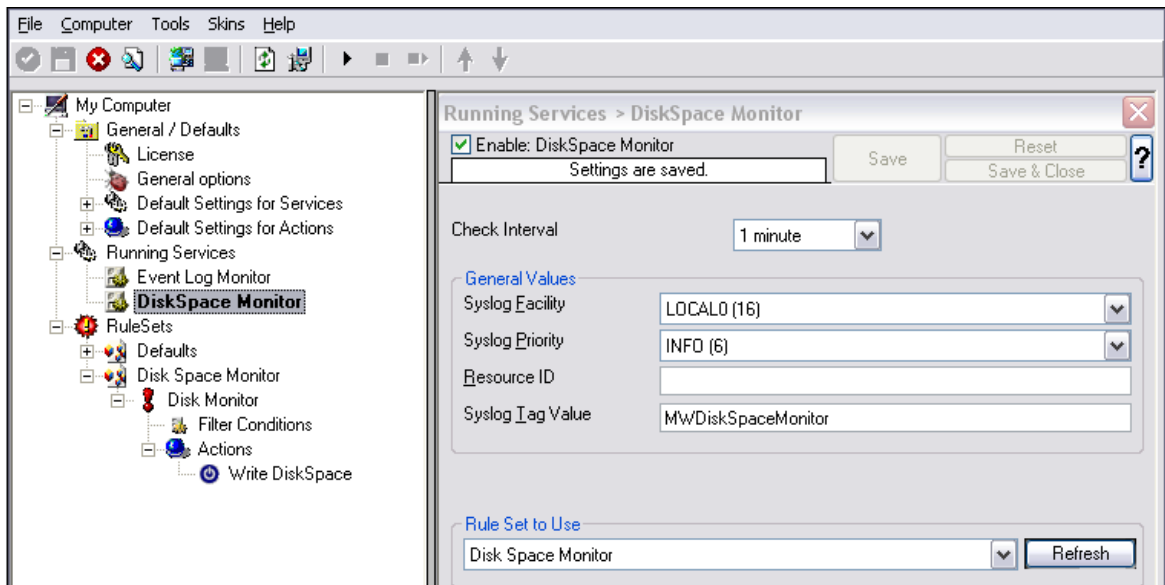 File Computer Tools Skins Help
My Computer
General / Defaults
License
General options
Default Settings for Services
Default Settings for Actions
Running Services
Event Log Monitor
DiskSpace Monitor
RuleSets
Defaults
Disk Space Monitor
Disk Monitor
Filter Conditions
Actions
Write DiskSpace
Running Services > DiskSpace Monitor
Enable: DiskSpace Monitor
Settings are saved.
Save
Reset
Save & Close
?
Check Interval
1 minute
General Values
Syslog Facility
LOCAL0 (16)
Syslog Priority
INFO (6)
Resource ID
Syslog Tag Value
MWDiskSpaceMonitor
Rule Set to Use
Disk Space Monitor
Refresh